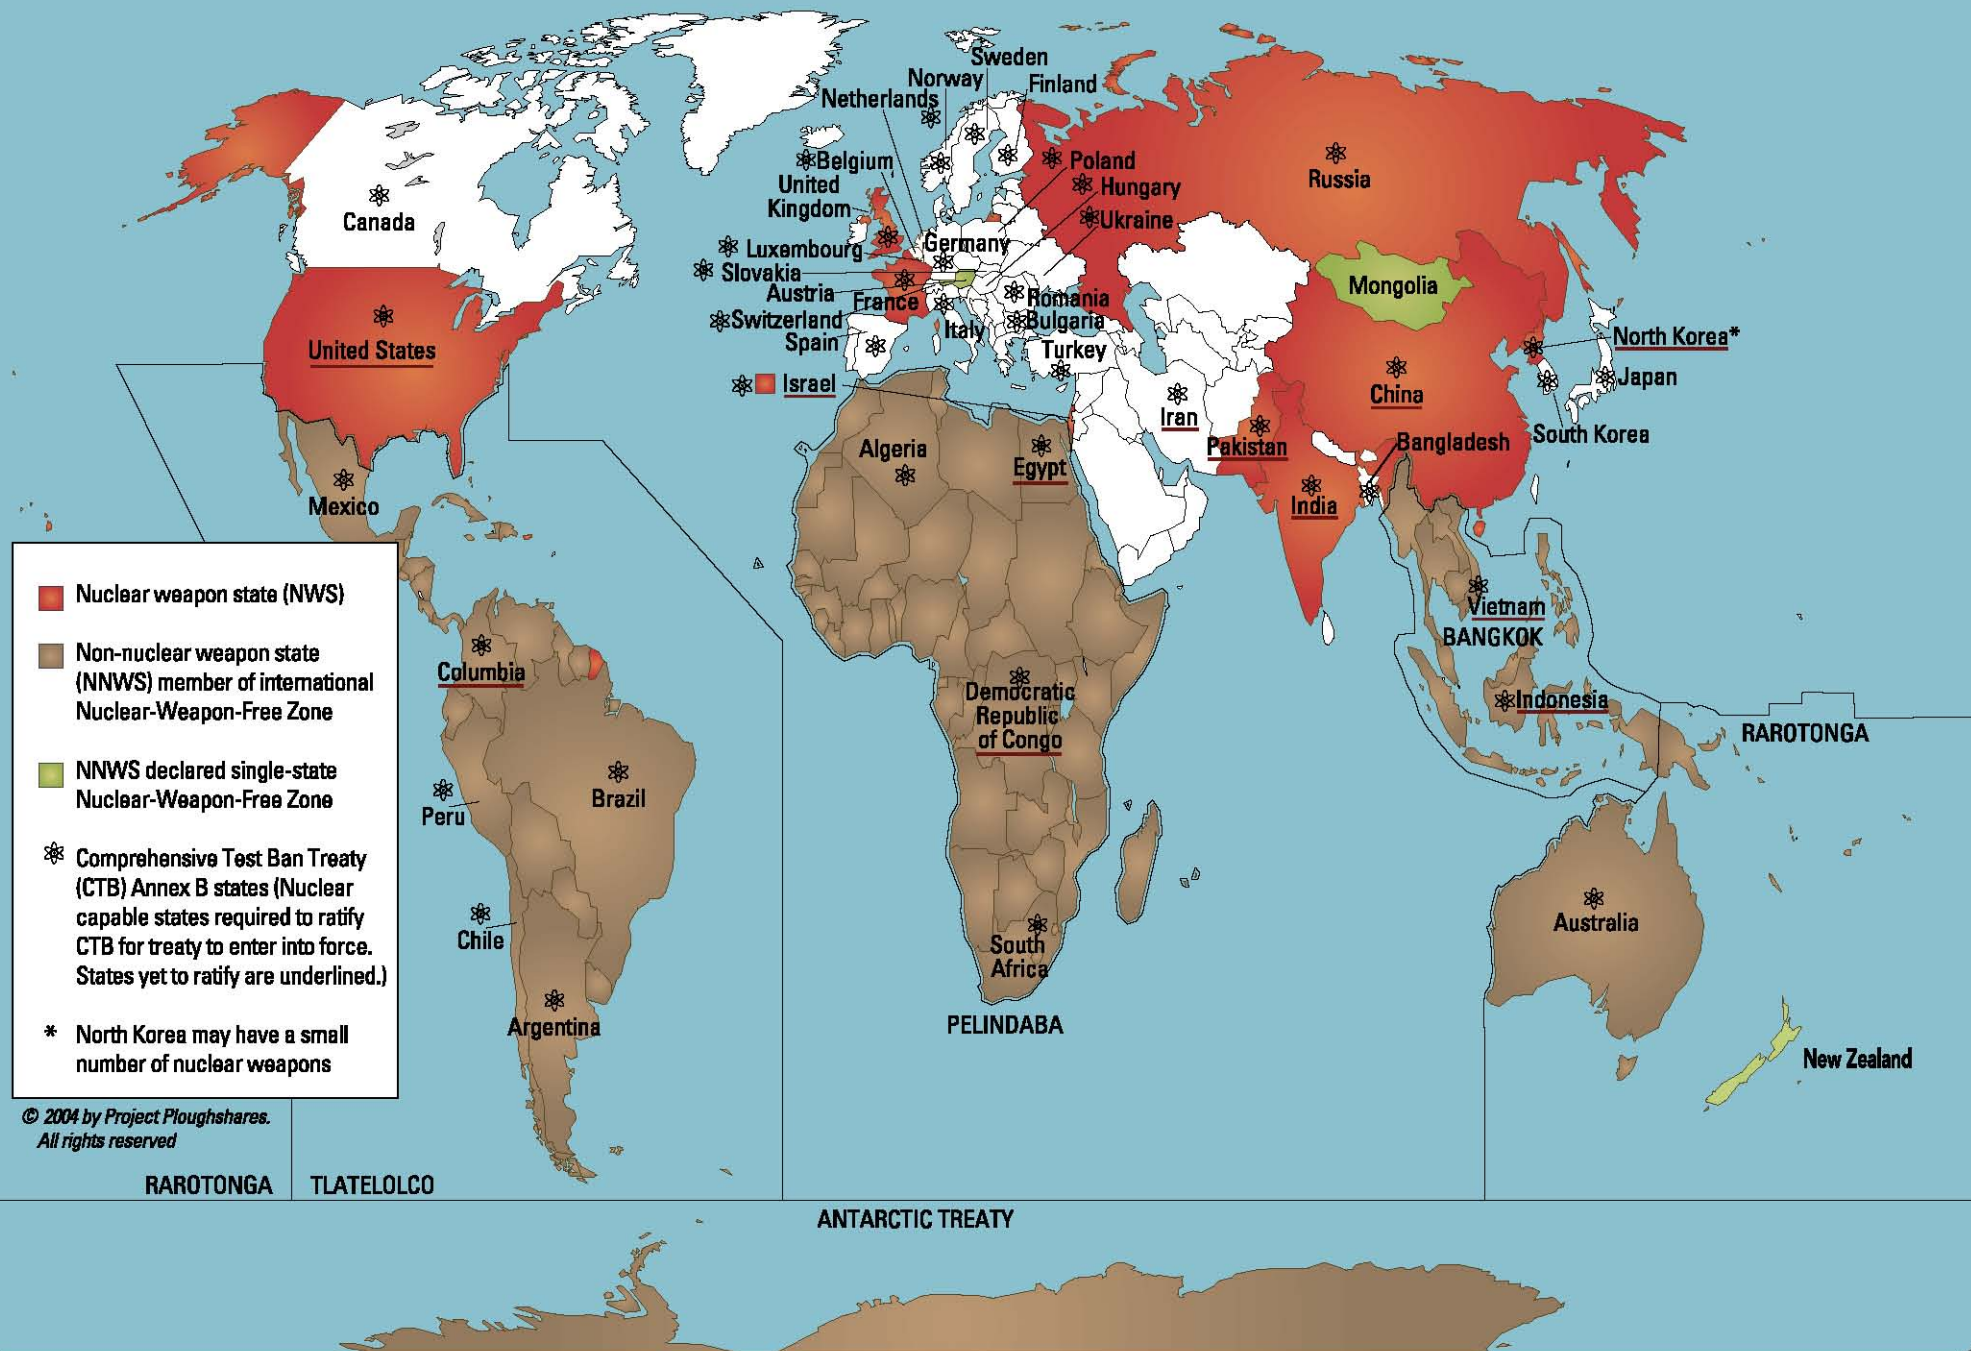 Sweden
Norway
Finland
Netherlands
Belgium
United
Kingdom
Poland
Hungary
Ukraine
Russia
Canada
Germany
Luxembourg
Slovakia
Austria
France
Switzerland
Spain
Italy
Romania
Bulgaria
Turkey
Mongolia
United States
Israel
North Korea*
Japan
South Korea
China
Iran
Pakistan
Bangladesh
India
Algeria
Egypt
Mexico
Vietnam
BANGKOK
Indonesia
RAROTONGA
Columbia
Democratic
Republic
of Congo
Brazil
Peru
Chile
Argentina
South
Africa
PELINDABA
Australia
New Zealand
Nuclear weapon state (NWS)
Non-nuclear weapon state
(NNWS) member of international
Nuclear-Weapon-Free Zone
NNWS declared single-state
Nuclear-Weapon-Free Zone
Comprehensive Test Ban Treaty
(CTB) Annex B states (Nuclear
capable states required to ratify
CTB for treaty to enter into force.
States yet to ratify are underlined.)
* North Korea may have a small
number of nuclear weapons
© 2004 by Project Ploughshares.
All rights reserved
RAROTONGA
TLATELOLCO
ANTARCTIC TREATY